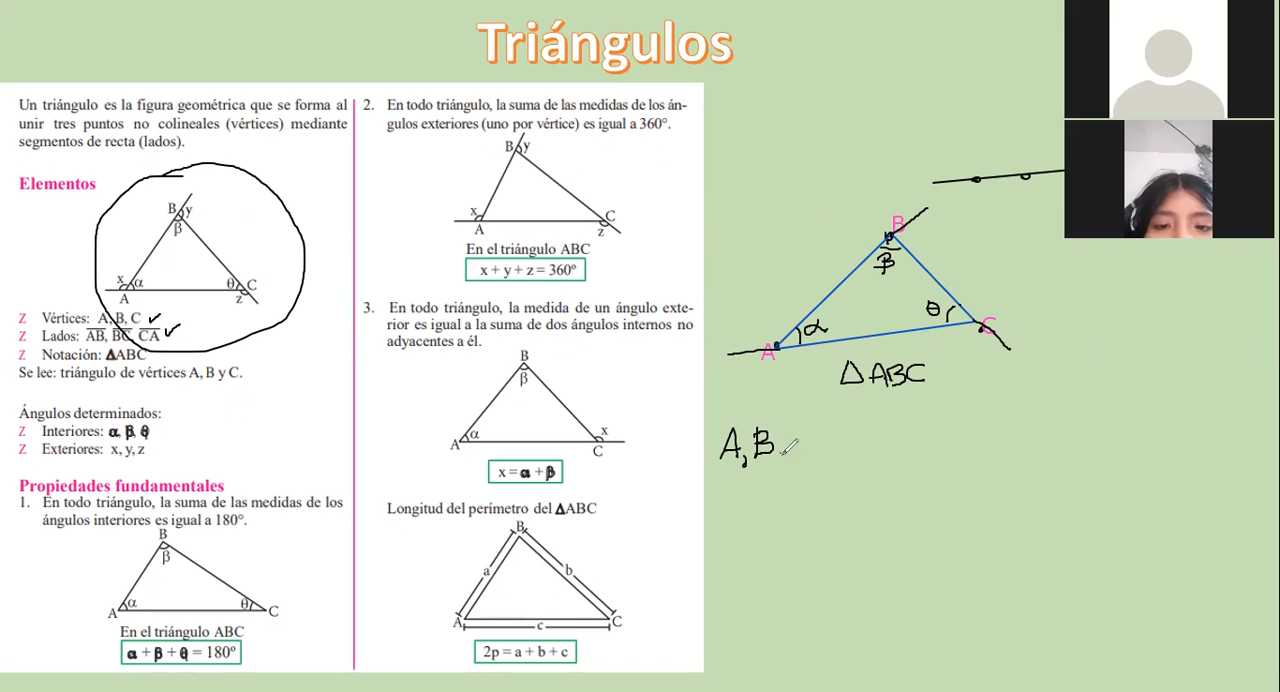 Triángulos
Un triángulo es la figura geométrica que se forma al
unir tres puntos no colineales (vértices) mediante
segmentos de recta (lados).
Elementos
B y
β
x α θ C
A z
Z Vértices: A, B, C ✓
Z Lados: A̅B̅, B̅C̅, C̅A̅ ✓
Z Notación: ΔABC
Se lee: triángulo de vértices A, B y C.
Ángulos determinados:
Z Interiores: α, β, θ
Z Exteriores: x, y, z
Propiedades fundamentales
1. En todo triángulo, la suma de las medidas de los
ángulos interiores es igual a 180°.
B
β
A α θ C
En el triángulo ABC
α + β + θ = 180°
2. En todo triángulo, la suma de las medidas de los án-
gulos exteriores (uno por vértice) es igual a 360°.
B y
x C
A z
En el triángulo ABC
x + y + z = 360°
3. En todo triángulo, la medida de un ángulo exte-
rior es igual a la suma de dos ángulos internos no
adyacentes a él.
B
β
A α x
C
x = α + β
Longitud del perímetro del ΔABC
B
a b
A c C
2p = a + b + c
B
β
θ
α C
A
ΔABC
A, B